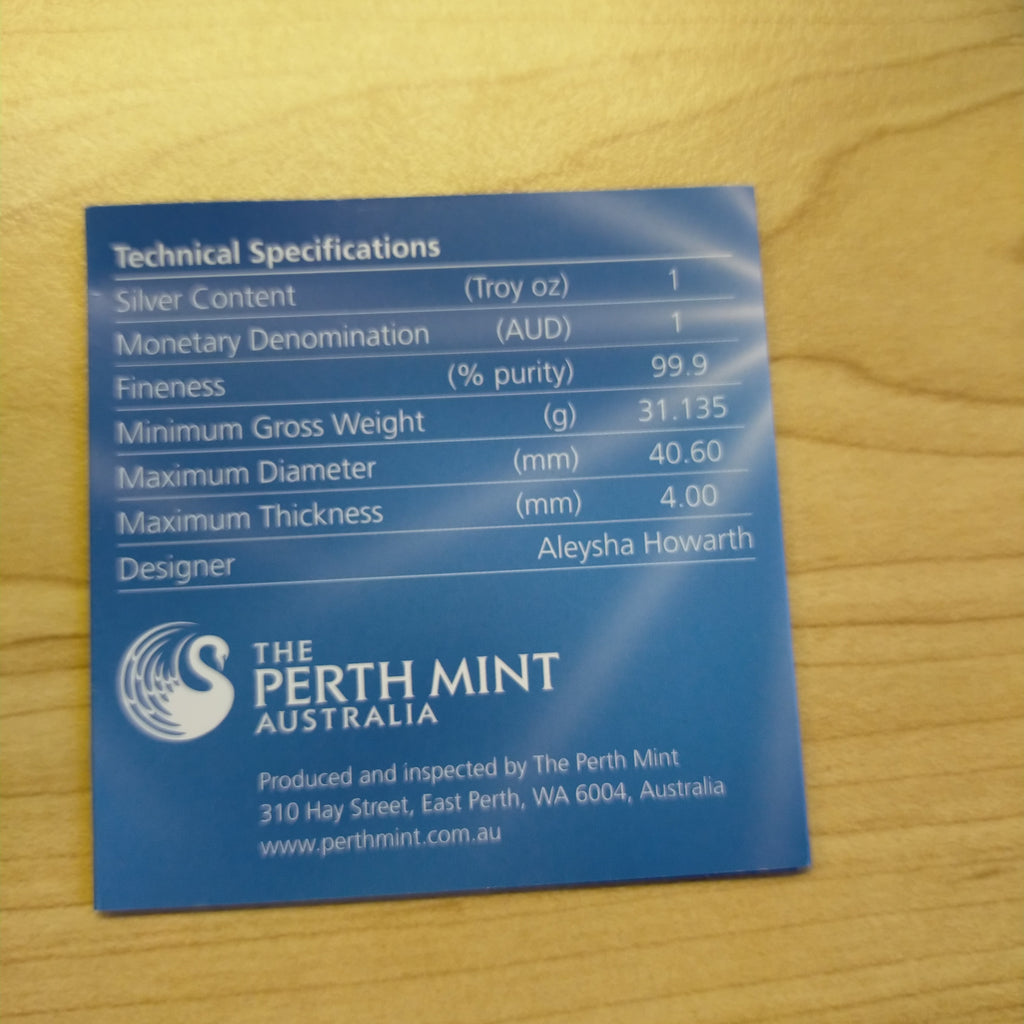 Technical Specifications
Silver Content (Troy oz) 1
Monetary Denomination (AUD) 1
Fineness (% purity) 99.9
Minimum Gross Weight (g) 31.135
Maximum Diameter (mm) 40.60
Maximum Thickness (mm) 4.00
Designer Aleysha Howarth
THE
PERTH MINT
AUSTRALIA
Produced and inspected by The Perth Mint
310 Hay Street, East Perth, WA 6004, Australia
www.perthmint.com.au